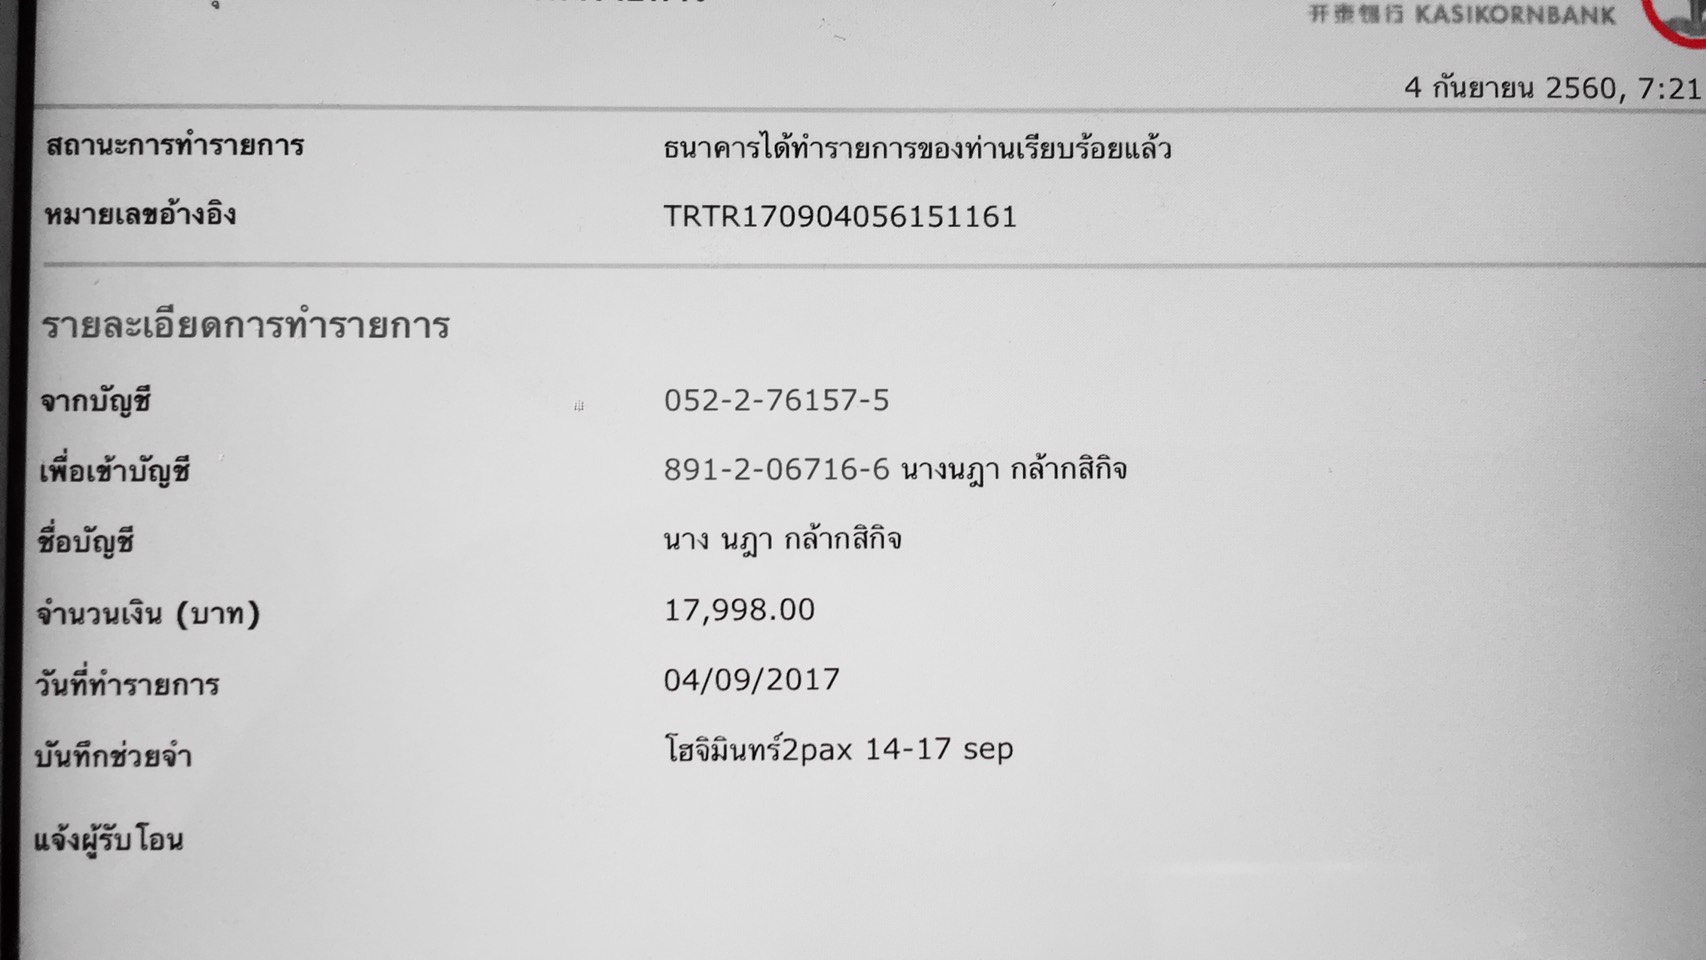 开泰银行 KASIKORNBANK
4 กันยายน 2560, 7:21
สถานะการทำรายการ ธนาคารได้ทำรายการของท่านเรียบร้อยแล้ว
หมายเลขอ้างอิง TRTR170904056151161
รายละเอียดการทำรายการ
จากบัญชี 052-2-76157-5
เพื่อเข้าบัญชี 891-2-06716-6 นางนฎา กล้ากสิกิจ
ชื่อบัญชี นาง นฎา กล้ากสิกิจ
จำนวนเงิน (บาท) 17,998.00
วันที่ทำรายการ 04/09/2017
บันทึกช่วยจำ โฮจิมินทร์2pax 14-17 sep
แจ้งผู้รับโอน